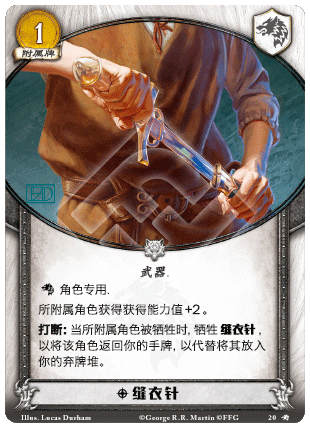 1
附属牌
武器.
角色专用.
所附属角色获得获得能力值+2。
打断: 当所附属角色被牺牲时, 牺牲 缝衣针,
以将该角色返回你的手牌, 以代替将其放入
你的弃牌堆。
缝衣针
Illus. Lucas Durham ©George R.R. Martin ©FFG 20